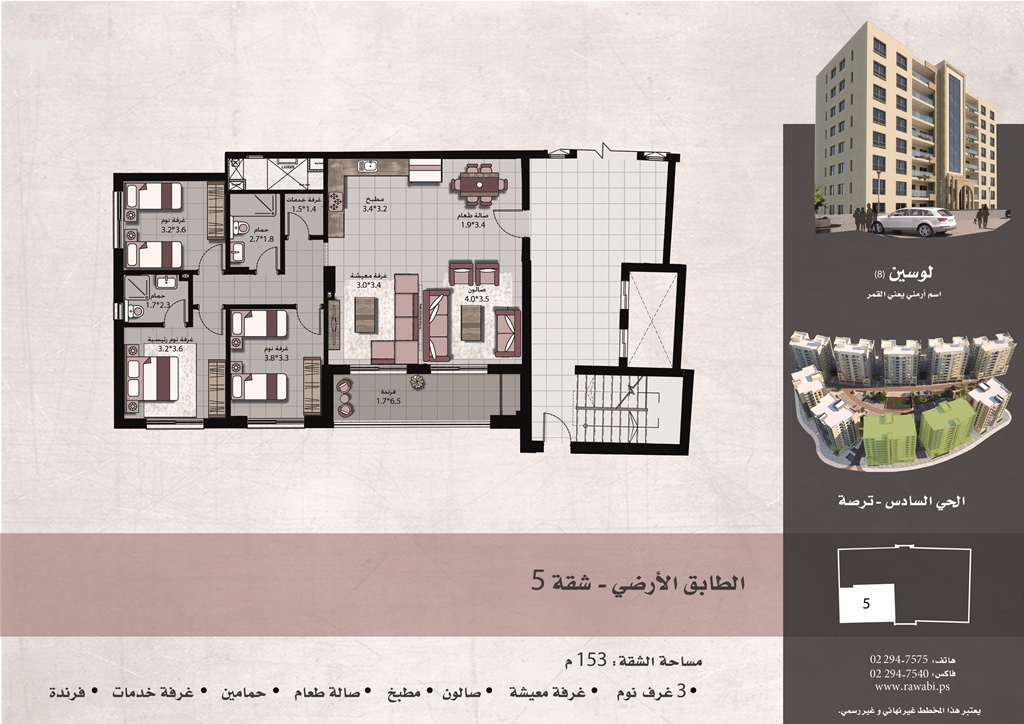 غرفة نوم
3.2*3.6
حمام
2.7*1.8
غرفة خدمات
1.5*1.4
مطبخ
3.4*3.2
صالة طعام
1.9*3.4
حمام
1.7*2.3
غرفة معيشة
3.0*3.4
صالون
4.0*3.5
غرفة نوم رئيسية
3.2*3.6
غرفة نوم
3.8*3.3
فرندة
1.7*6.5
لوسين (8)
اسم أرمني يعني القمر
الحي السادس - ترصة
5
الطابق الأرضي - شقة 5
مساحة الشقة: 153 م
• 3 غرف نوم • غرفة معيشة • صالون • مطبخ • صالة طعام • حمامين • غرفة خدمات • فرندة
هاتف: 02 294-7575
فاكس: 02 294-7540
www.rawabi.ps
يعتبر هذا المخطط غير نهائي و غير رسمي.